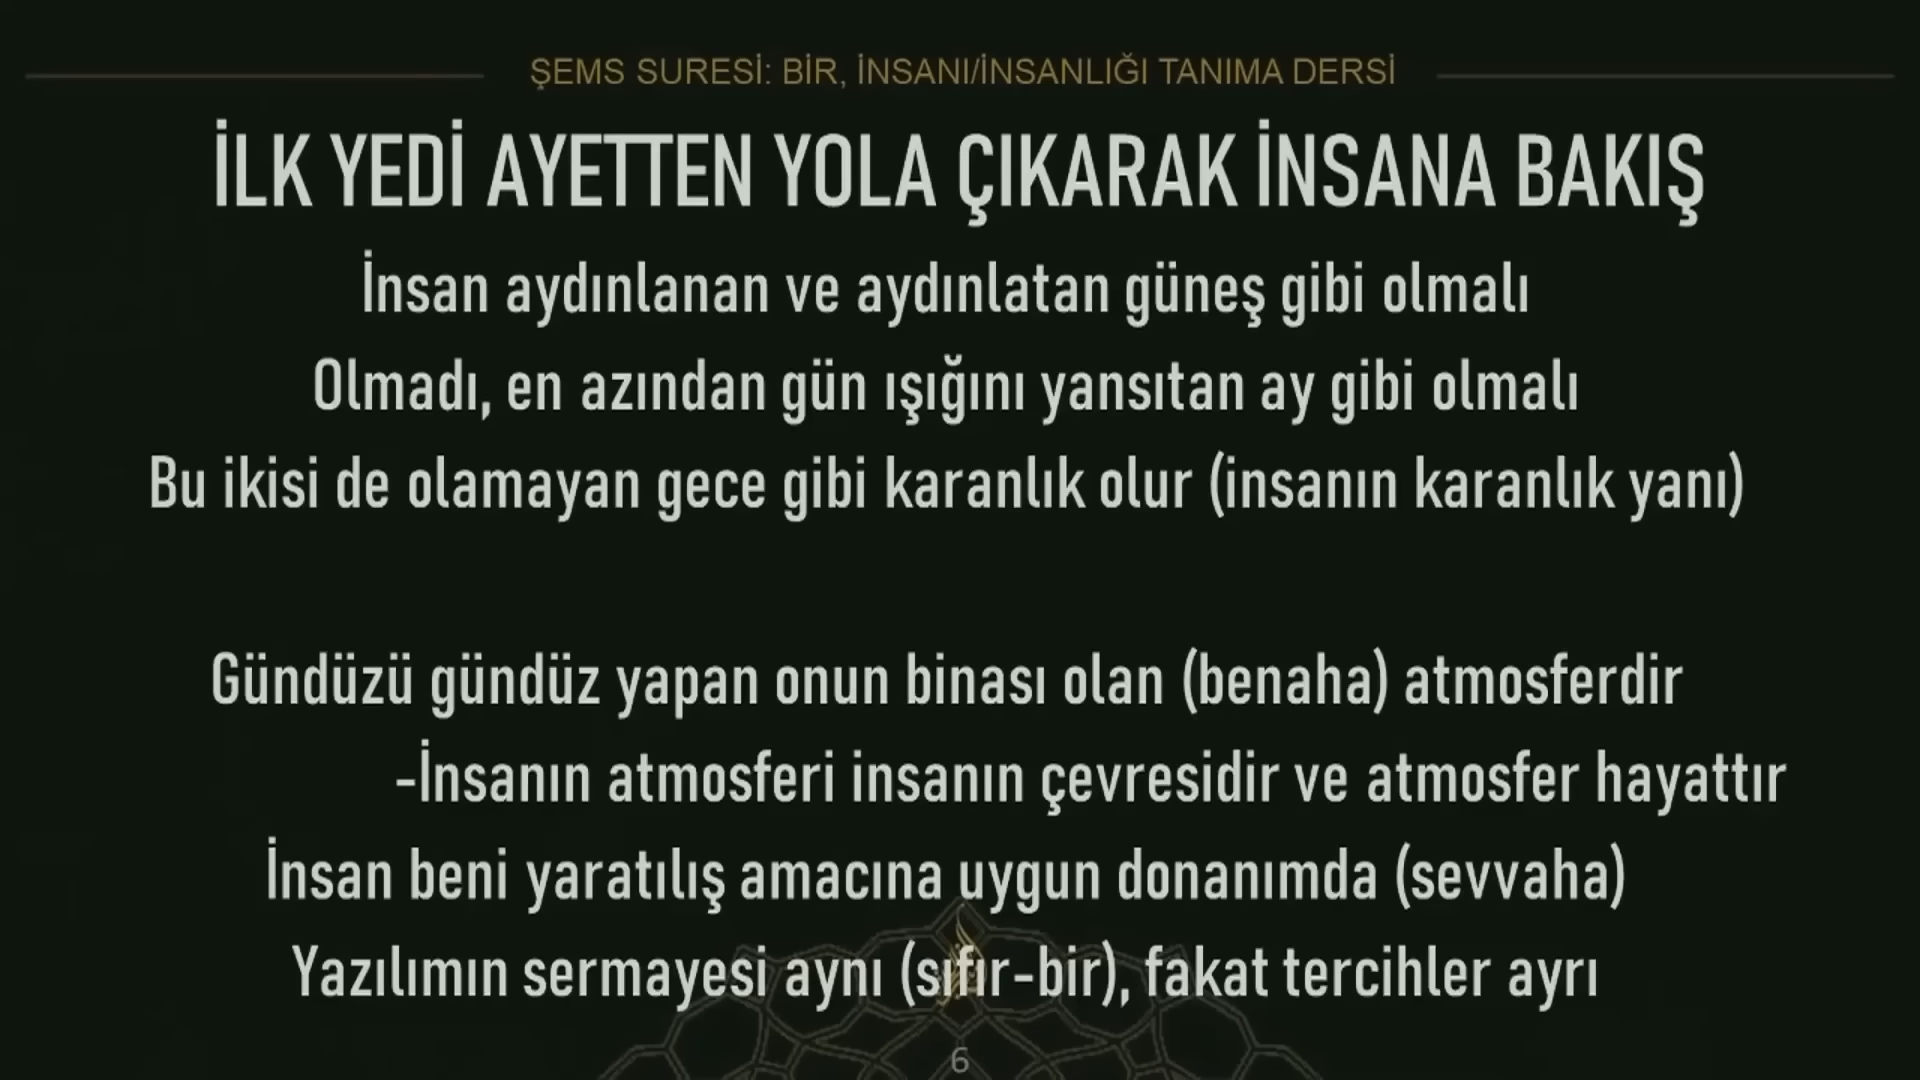 ŞEMS SURESİ: BİR, İNSANI/İNSANLIĞI TANIMA DERSİ
İLK YEDİ AYETTEN YOLA ÇIKARAK İNSANA BAKIŞ
İnsan aydınlanan ve aydınlatan güneş gibi olmalı
Olmadı, en azından gün ışığını yansıtan ay gibi olmalı
Bu ikisi de olamayan gece gibi karanlık olur (insanın karanlık yanı)
Gündüzü gündüz yapan onun binası olan (benaha) atmosferdir
-İnsanın atmosferi insanın çevresidir ve atmosfer hayattır
İnsan beni yaratılış amacına uygun donanımda (sevvaha)
Yazılımın sermayesi aynı (sıfır-bir), fakat tercihler ayrı
6